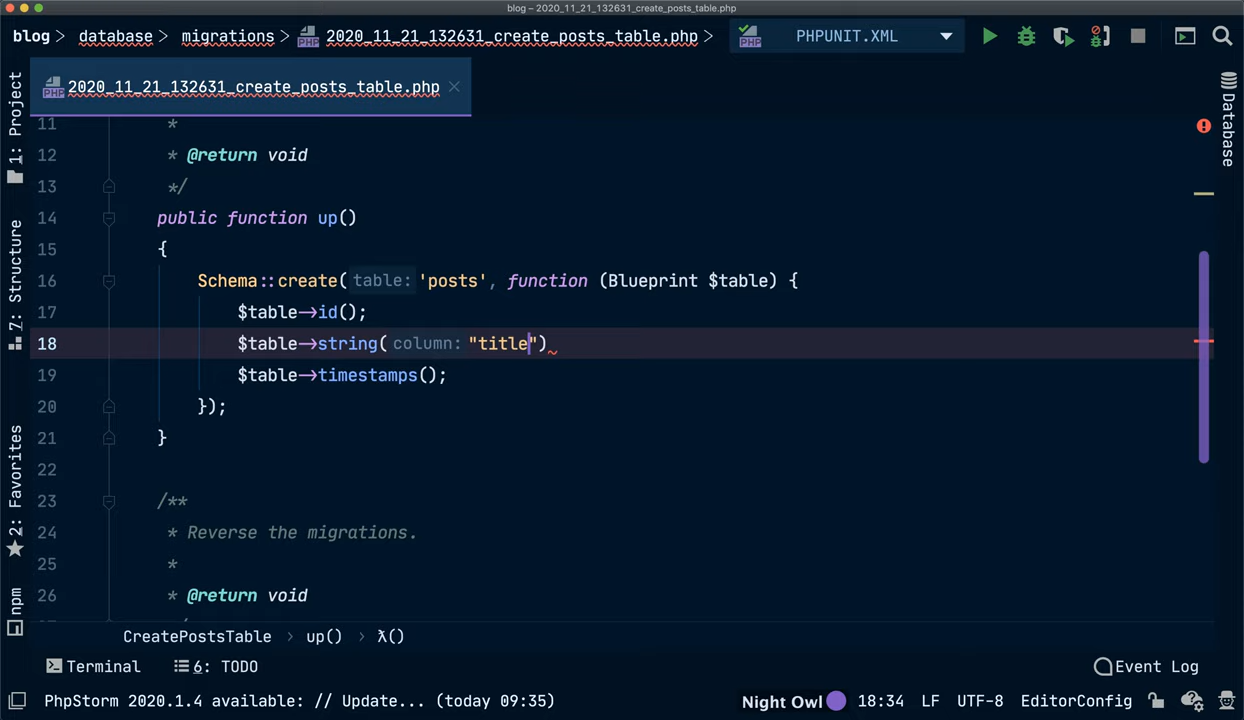 blog – 2020_11_21_132631_create_posts_table.php
blog > database > migrations > 2020_11_21_132631_create_posts_table.php > PHPUNIT.XML
2020_11_21_132631_create_posts_table.php
1: Project
7: Structure
2: Favorites
npm
Database
11 *
12 * @return void
13 */
14 public function up()
15 {
16 Schema::create( table: 'posts', function (Blueprint $table) {
17 $table->id();
18 $table->string( column: "title")
19 $table->timestamps();
20 });
21 }
22
23 /**
24 * Reverse the migrations.
25 *
26 * @return void
CreatePostsTable > up() > λ()
Terminal 6: TODO Event Log
PhpStorm 2020.1.4 available: // Update... (today 09:35) Night Owl 18:34 LF UTF-8 EditorConfig